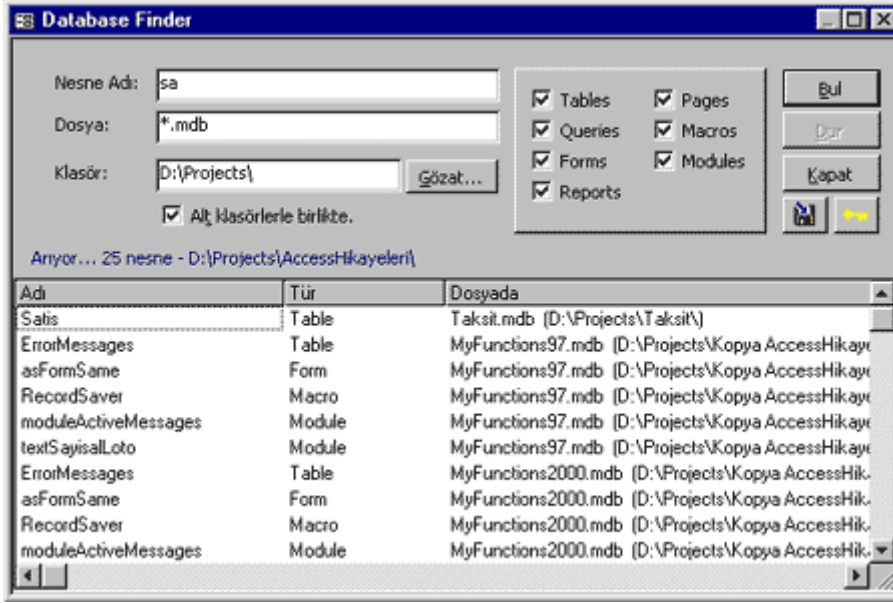 Database Finder
Nesne Adı: sa
Dosya: *.mdb
Klasör: D:\Projects\ Gözat...
Alt klasörlerle birlikte.
Tables Pages
Queries Macros
Forms Modules
Reports
Bul
Dur
Kapat
Arıyor... 25 nesne - D:\Projects\AccessHikayeleri\
Adı Tür Dosyada
Satis Table Taksit.mdb (D:\Projects\Taksit\)
ErrorMessages Table MyFunctions97.mdb (D:\Projects\Kopya AccessHikaye
asFormSame Form MyFunctions97.mdb (D:\Projects\Kopya AccessHikaye
RecordSaver Macro MyFunctions97.mdb (D:\Projects\Kopya AccessHikaye
moduleActiveMessages Module MyFunctions97.mdb (D:\Projects\Kopya AccessHikaye
textSayisalLoto Module MyFunctions97.mdb (D:\Projects\Kopya AccessHikaye
ErrorMessages Table MyFunctions2000.mdb (D:\Projects\Kopya AccessHik
asFormSame Form MyFunctions2000.mdb (D:\Projects\Kopya AccessHik
RecordSaver Macro MyFunctions2000.mdb (D:\Projects\Kopya AccessHik
moduleActiveMessages Module MyFunctions2000.mdb (D:\Projects\Kopya AccessHik